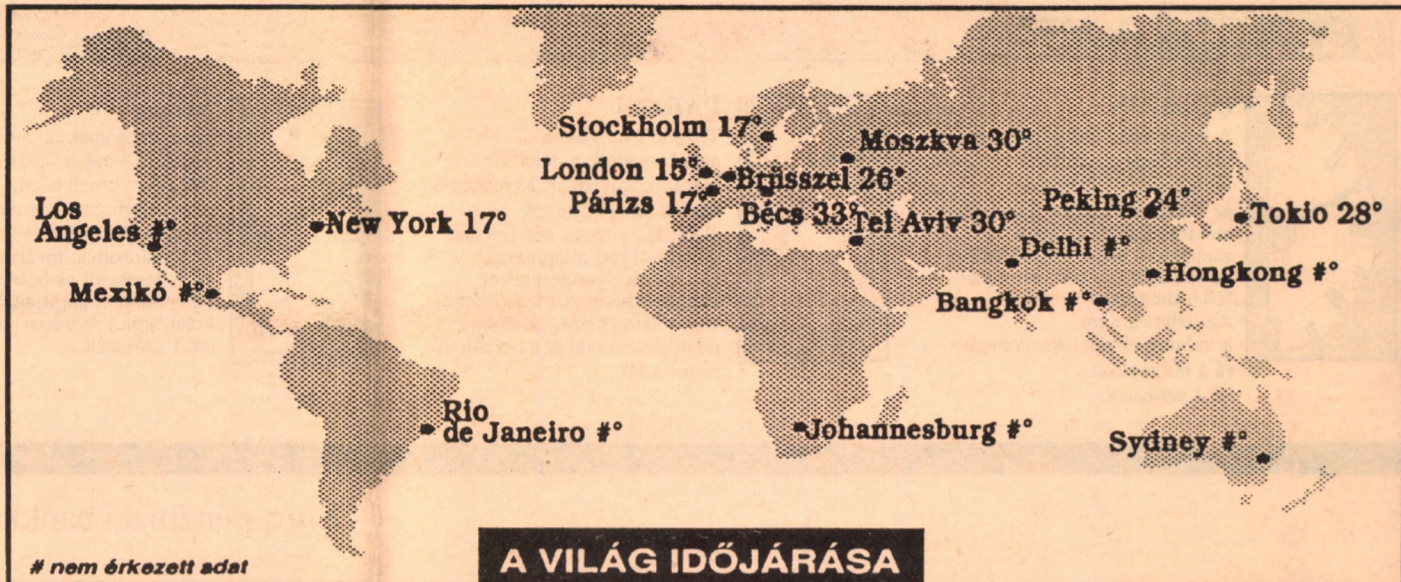 Stockholm 17°
Moszkva 30°
London 15°
Brüsszel 26°
Párizs 17°
Bécs 33°
Tel Aviv 30°
Peking 24°
Tokio 28°
Los
Angeles #°
New York 17°
Delhi #°
Hongkong #°
Mexikó #°
Bangkok #°
Rio
de Janeiro #°
Johannesburg #°
Sydney #°
# nem érkezett adat
A VILÁG IDŐJÁRÁSA